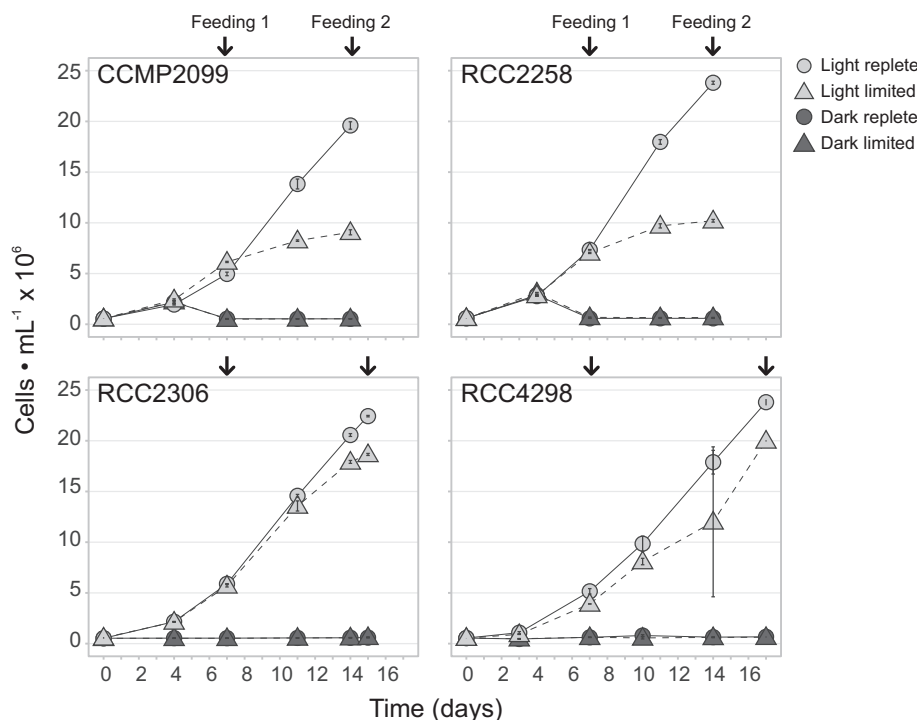 Feeding 1 Feeding 2 Feeding 1 Feeding 2
CCMP2099 RCC2258
Light replete
Light limited
Dark replete
Dark limited
25
20
15
10
5
0
RCC2306 RCC4298
25
20
15
10
5
0
0 2 4 6 8 10 12 14 16 0 2 4 6 8 10 12 14 16
Cells • mL⁻¹ x 10⁶
Time (days)